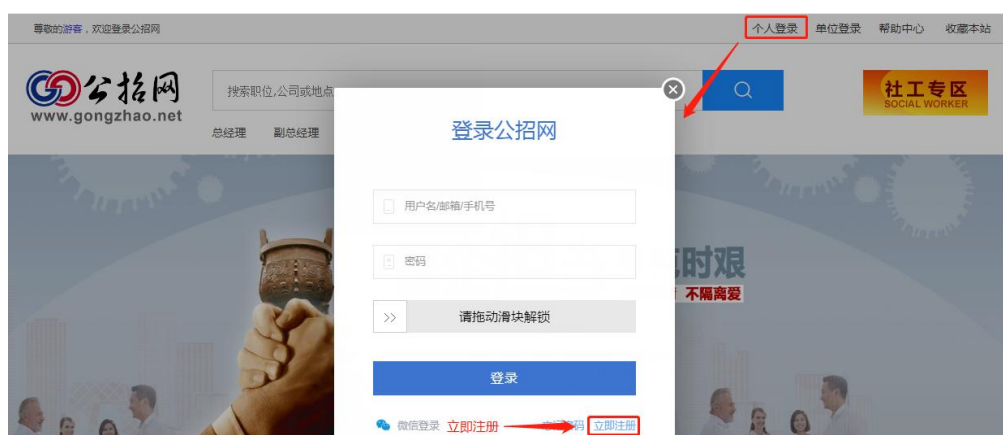 尊敬的游客，欢迎登录公招网
个人登录 单位登录 帮助中心 收藏本站
公招网
www.gongzhao.net
搜索职位,公司或地点
社工专区
SOCIAL WORKER
总经理 副总经理
登录公招网
用户名/邮箱/手机号
密码
时艰
不隔离爱
>> 请拖动滑块解锁
登录
微信登录 立即注册 码 立即注册